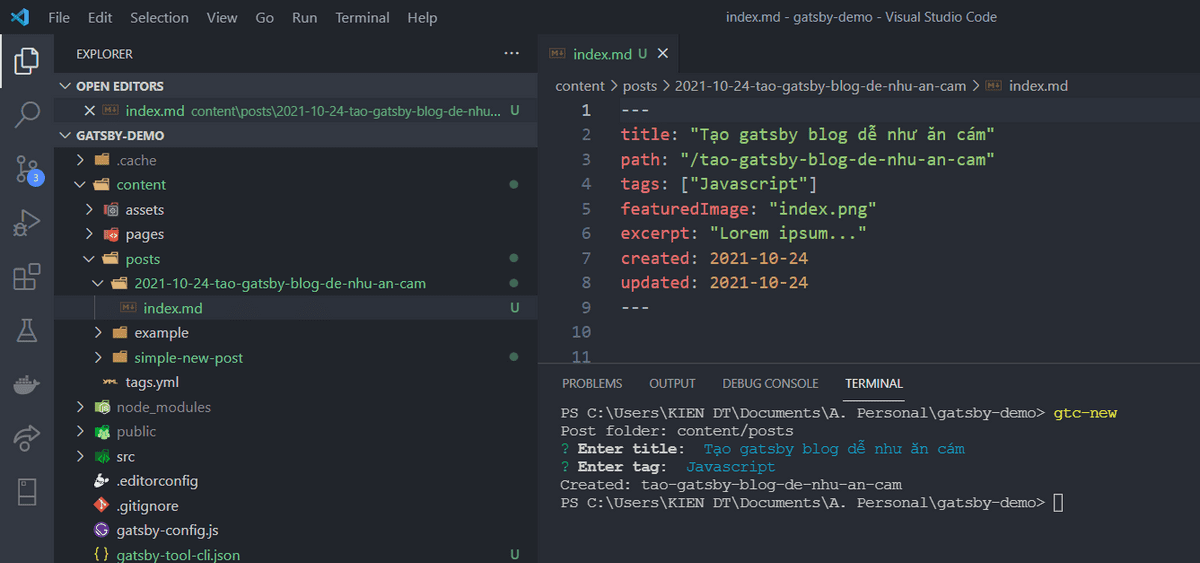 File Edit Selection View Go Run Terminal Help index.md - gatsby-demo - Visual Studio Code
EXPLORER ···
OPEN EDITORS
index.md content\posts\2021-10-24-tao-gatsby-blog-de-nhu... U
GATSBY-DEMO
.cache
content
assets
pages
posts
2021-10-24-tao-gatsby-blog-de-nhu-an-cam
index.md U
example
simple-new-post
tags.yml
node_modules
public
src
.editorconfig
.gitignore
gatsby-config.js
{ } gatsby-tool-cli.json U
3
index.md U
content > posts > 2021-10-24-tao-gatsby-blog-de-nhu-an-cam > index.md
1 ---
2 title: "Tạo gatsby blog dễ như ăn cám"
3 path: "/tao-gatsby-blog-de-nhu-an-cam"
4 tags: ["Javascript"]
5 featuredImage: "index.png"
6 excerpt: "Lorem ipsum..."
7 created: 2021-10-24
8 updated: 2021-10-24
9 ---
10
11
PROBLEMS OUTPUT DEBUG CONSOLE TERMINAL
PS C:\Users\KIEN DT\Documents\A. Personal\gatsby-demo> gtc-new
Post folder: content/posts
? Enter title: Tạo gatsby blog dễ như ăn cám
? Enter tag: Javascript
Created: tao-gatsby-blog-de-nhu-an-cam
PS C:\Users\KIEN DT\Documents\A. Personal\gatsby-demo>